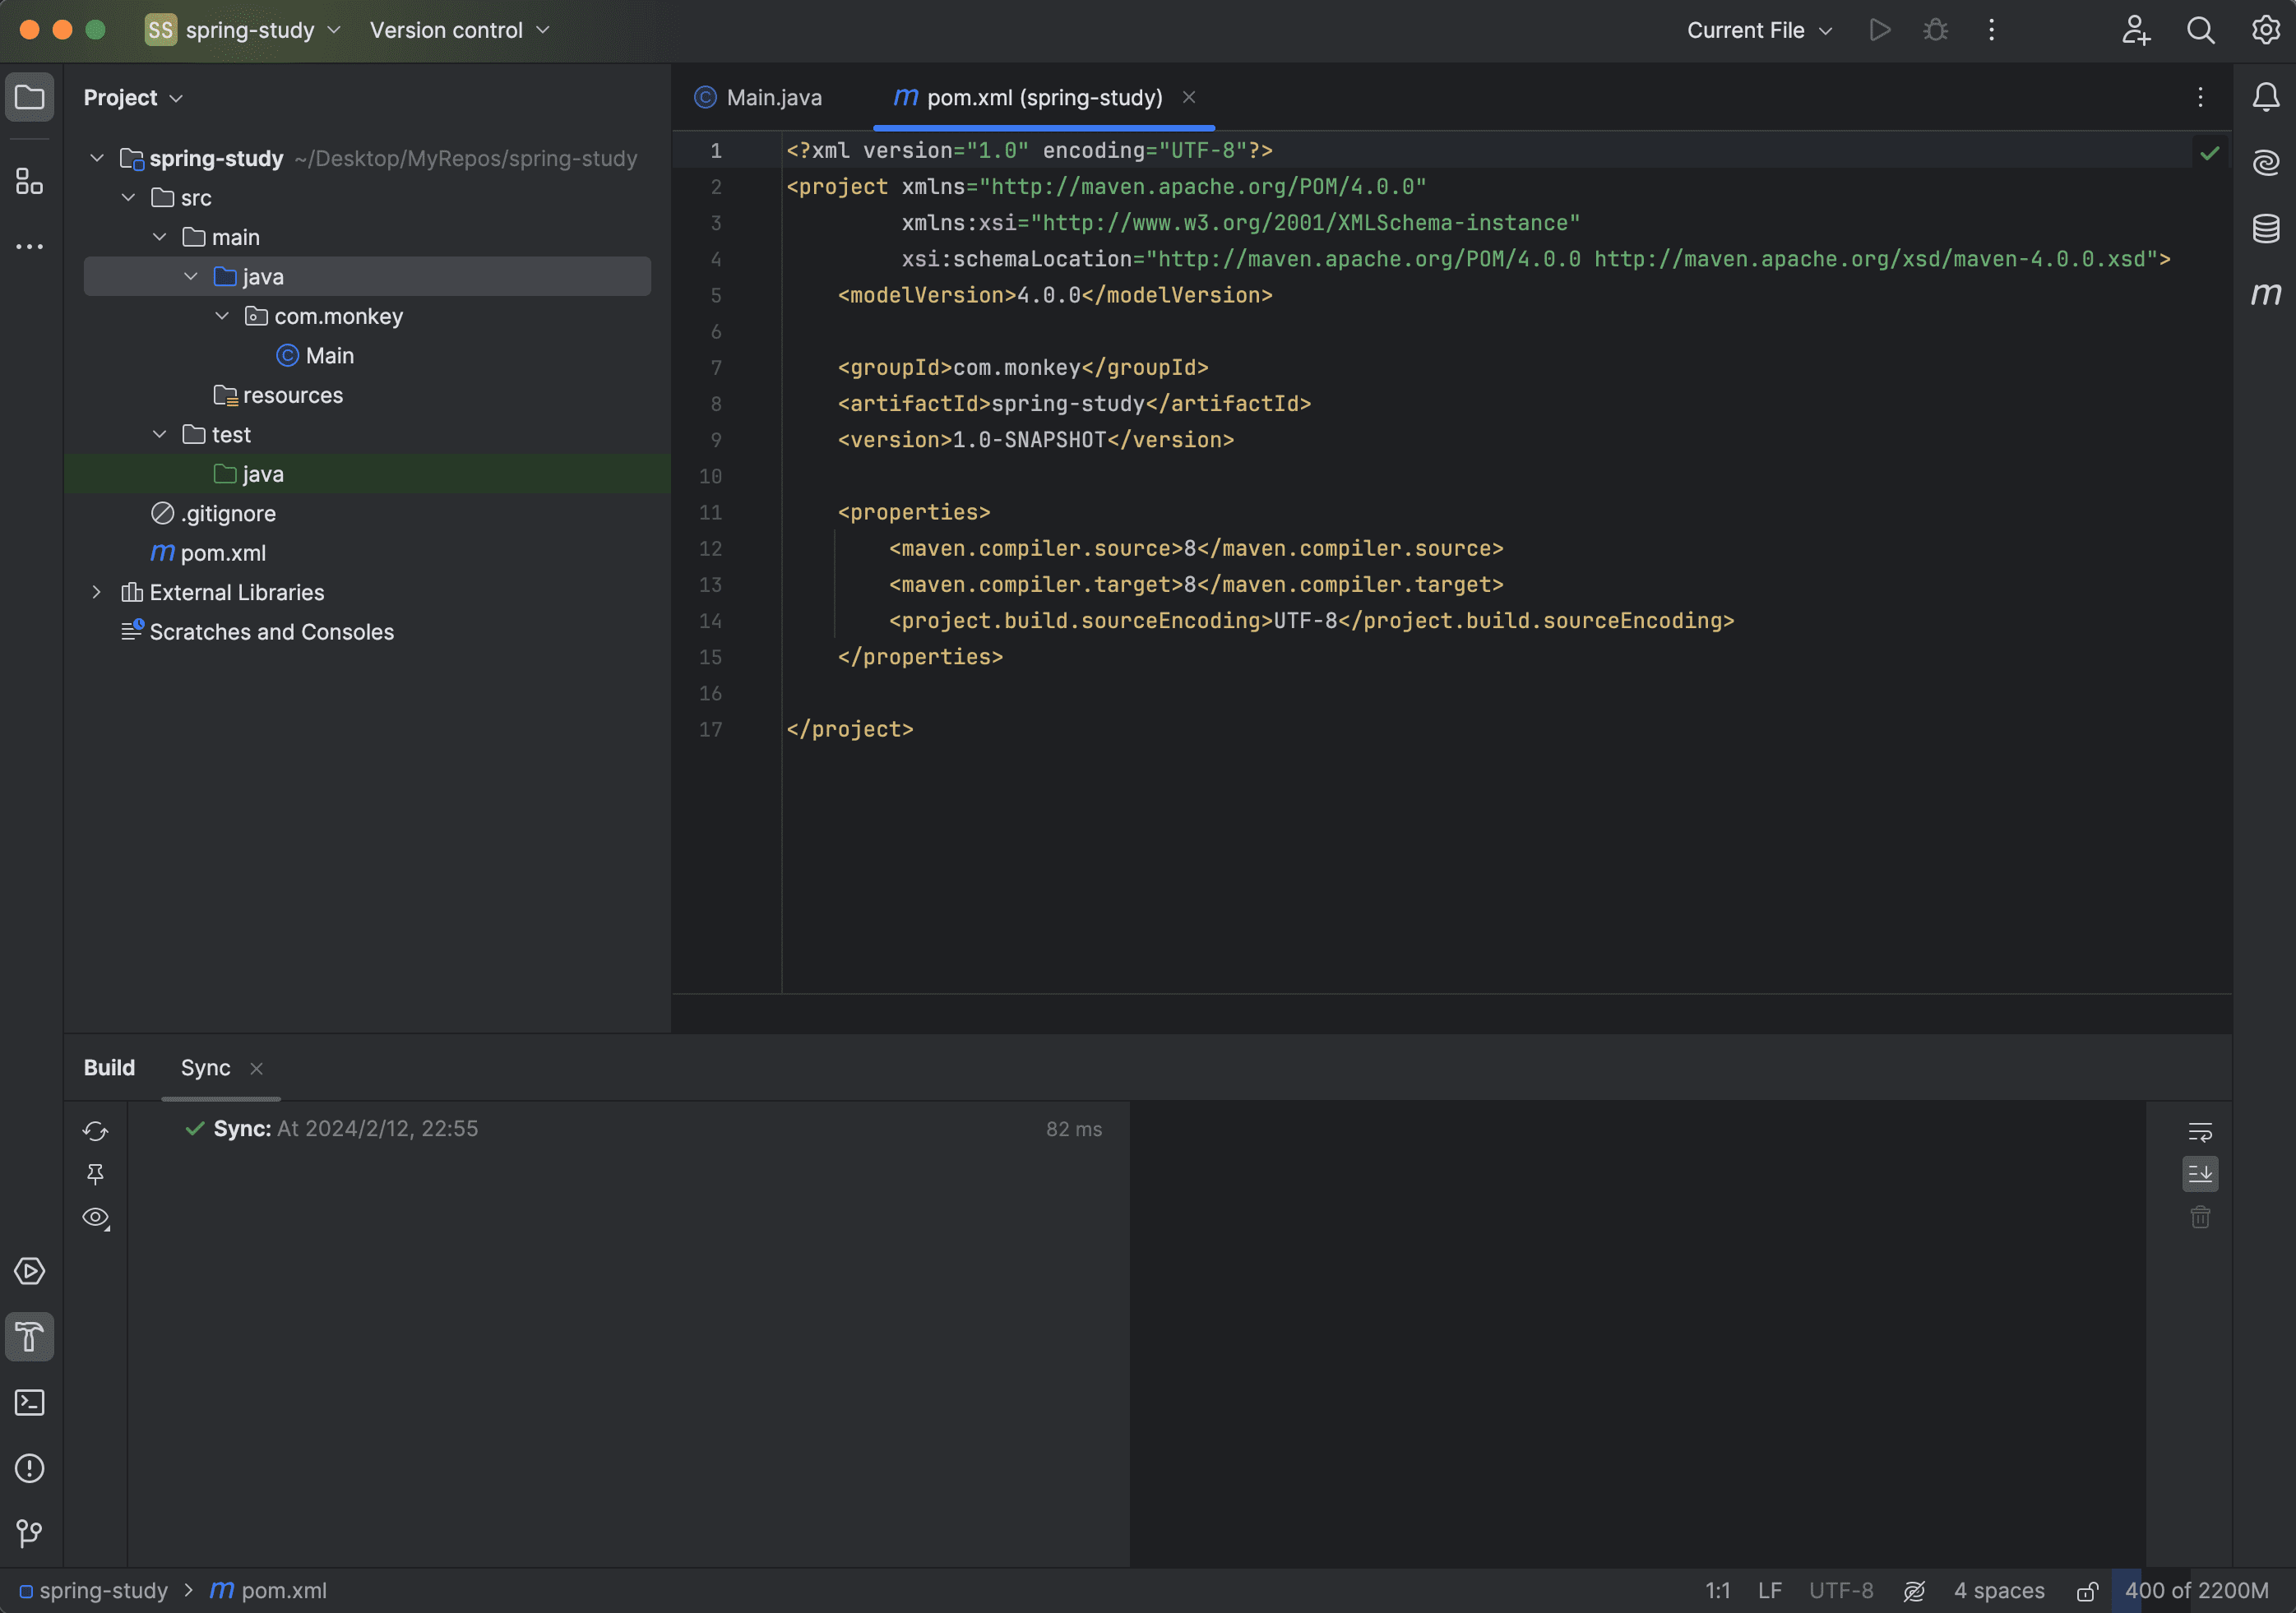 SS spring-study Version control Current File
Project
spring-study ~/Desktop/MyRepos/spring-study
src
main
java
com.monkey
Main
resources
test
java
.gitignore
pom.xml
External Libraries
Scratches and Consoles
Main.java pom.xml (spring-study)
1 <?xml version="1.0" encoding="UTF-8"?>
2 <project xmlns="http://maven.apache.org/POM/4.0.0"
3 xmlns:xsi="http://www.w3.org/2001/XMLSchema-instance"
4 xsi:schemaLocation="http://maven.apache.org/POM/4.0.0 http://maven.apache.org/xsd/maven-4.0.0.xsd">
5 <modelVersion>4.0.0</modelVersion>
6
7 <groupId>com.monkey</groupId>
8 <artifactId>spring-study</artifactId>
9 <version>1.0-SNAPSHOT</version>
10
11 <properties>
12 <maven.compiler.source>8</maven.compiler.source>
13 <maven.compiler.target>8</maven.compiler.target>
14 <project.build.sourceEncoding>UTF-8</project.build.sourceEncoding>
15 </properties>
16
17 </project>
Build Sync
Sync: At 2024/2/12, 22:55 82 ms
spring-study > pom.xml 1:1 LF UTF-8 4 spaces 400 of 2200M